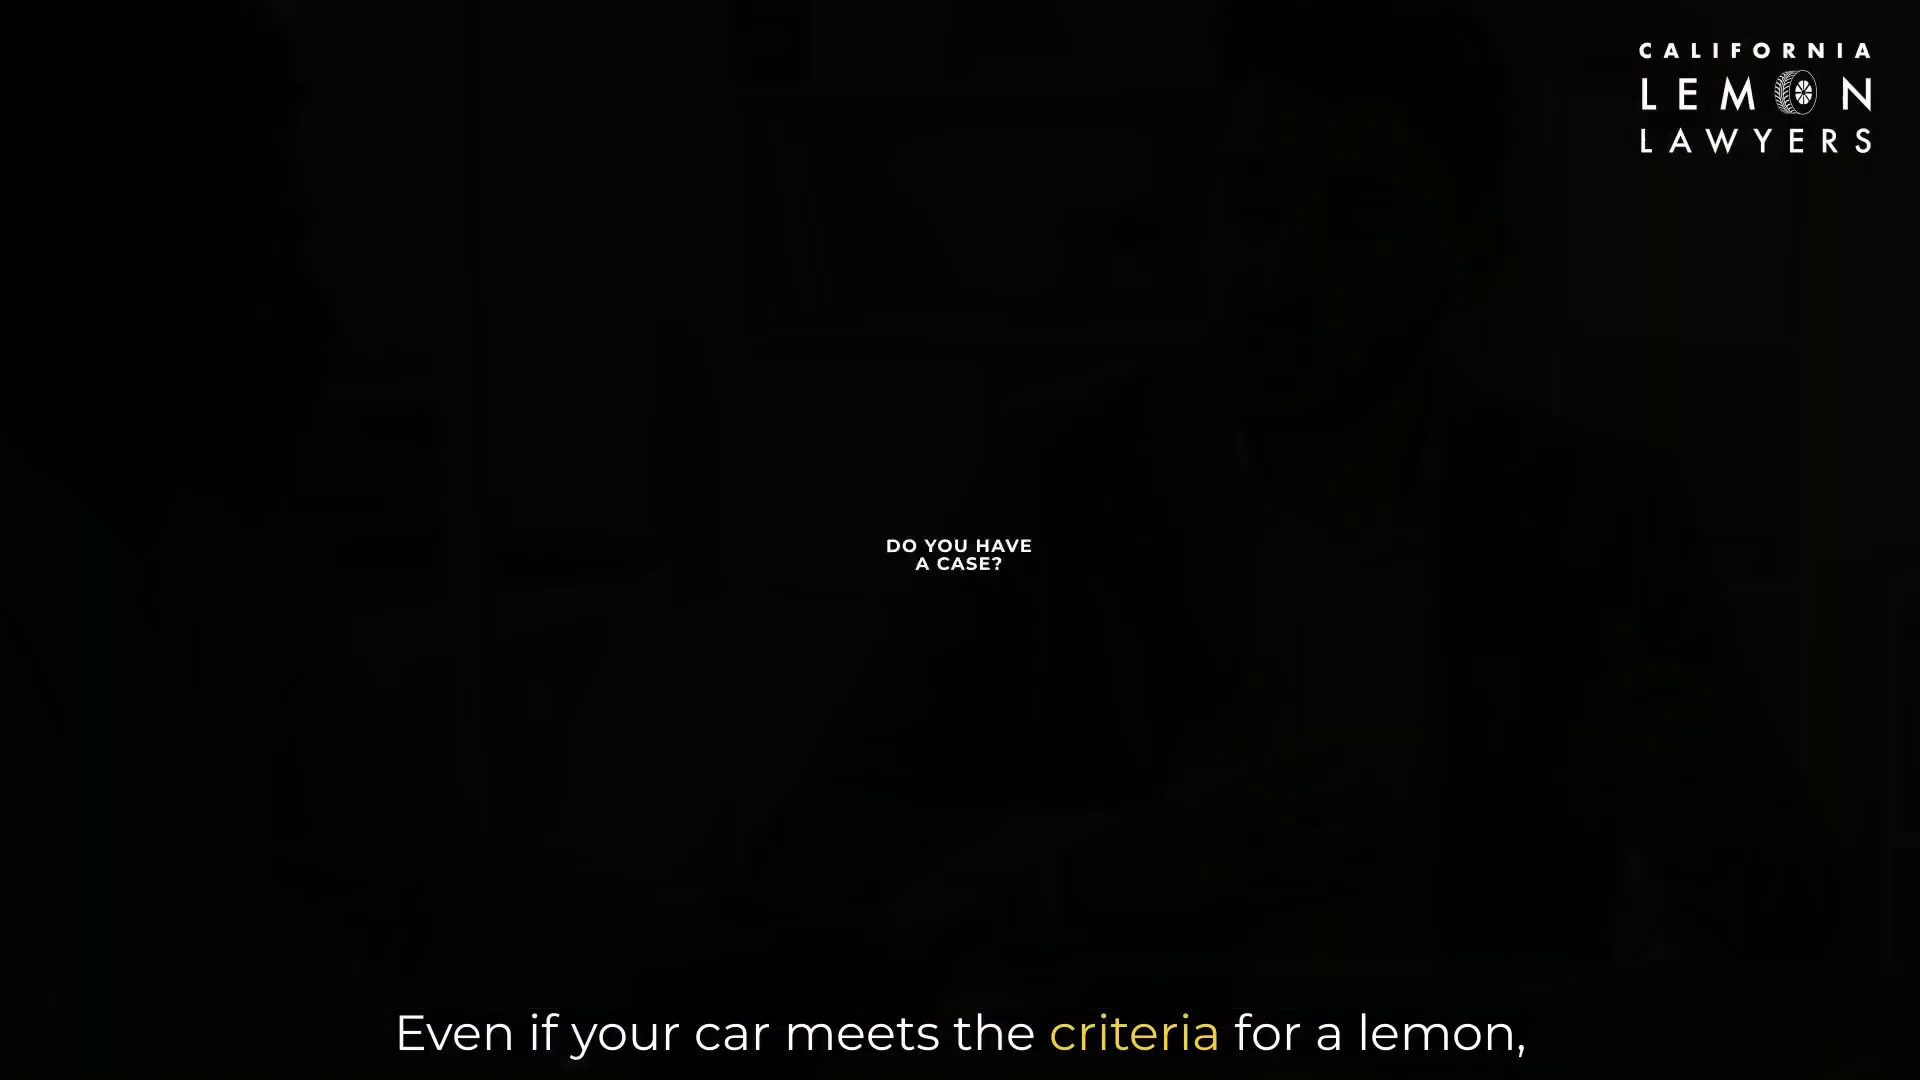 CALIFORNIA
LEMON
LAWYERS
DO YOU HAVE
A CASE?
Even if your car meets the criteria for a lemon,